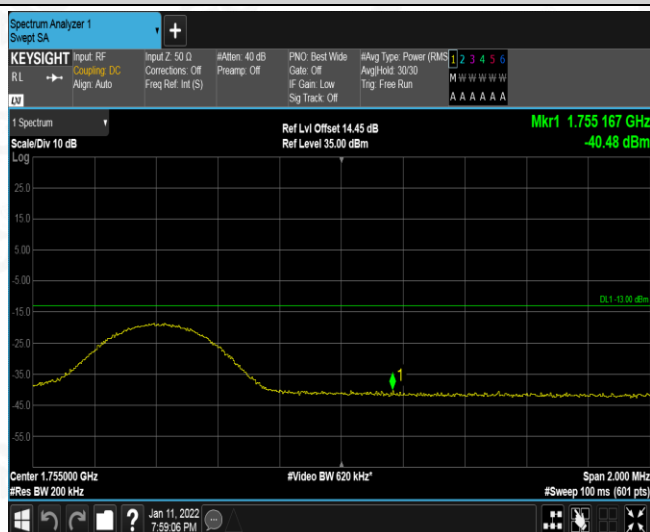 Spectrum Analyzer 1
Swept SA
KEYSIGHT
RL
LXI
Input: RF
Coupling: DC
Align: Auto
Input Z: 50 Ω
Corrections: Off
Freq Ref: Int (S)
#Atten: 40 dB
Preamp: Off
PNO: Best Wide
Gate: Off
IF Gain: Low
Sig Track: Off
#Avg Type: Power (RMS
Avg|Hold: 30/30
Trig: Free Run
1 2 3 4 5 6
M W W W W W
A A A A A A
1 Spectrum
Scale/Div 10 dB
Log
Ref Lvl Offset 14.45 dB
Ref Level 35.00 dBm
Mkr1 1.755 167 GHz
-40.48 dBm
25.0
15.0
5.00
-5.00
-15.0
-25.0
-35.0
-45.0
-55.0
DL1 -13.00 dBm
1
Center 1.755000 GHz
#Res BW 200 kHz
#Video BW 620 kHz*
Span 2.000 MHz
#Sweep 100 ms (601 pts)
?
Jan 11, 2022
7:59:06 PM